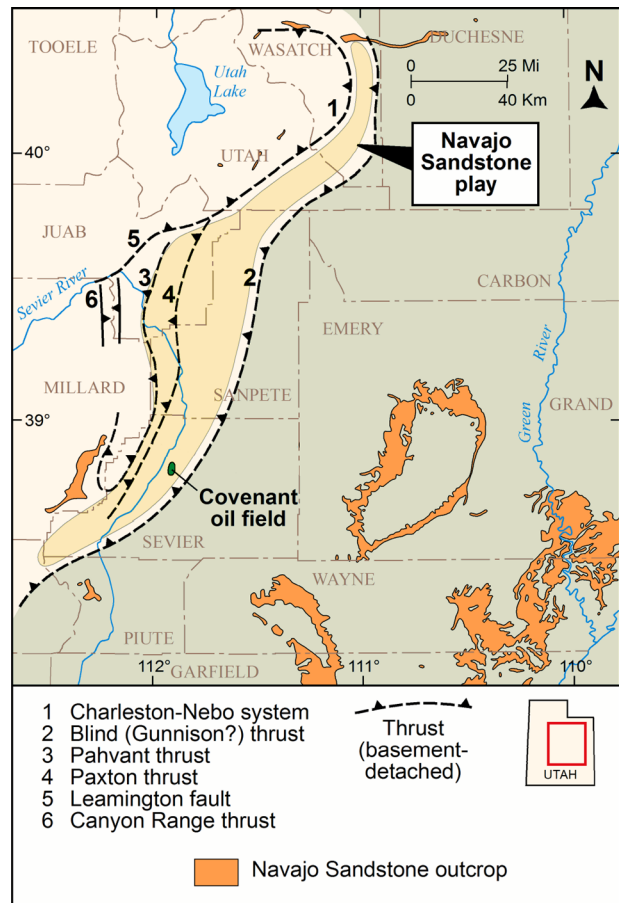 TOOELE
WASATCH
DUCHESNE
Utah
Lake
0 25 Mi
0 40 Km
N
1
40°
UTAH
Navajo
Sandstone
play
JUAB
5
3
4
2
6
Sevier River
CARBON
EMERY
Green
River
MILLARD
SANPETE
GRAND
39°
Covenant
oil field
SEVIER
WAYNE
PIUTE
112°
111°
110°
GARFIELD
1 Charleston-Nebo system
2 Blind (Gunnison?) thrust
3 Pahvant thrust
4 Paxton thrust
5 Leamington fault
6 Canyon Range thrust
Thrust
(basement-
detached)
UTAH
Navajo Sandstone outcrop